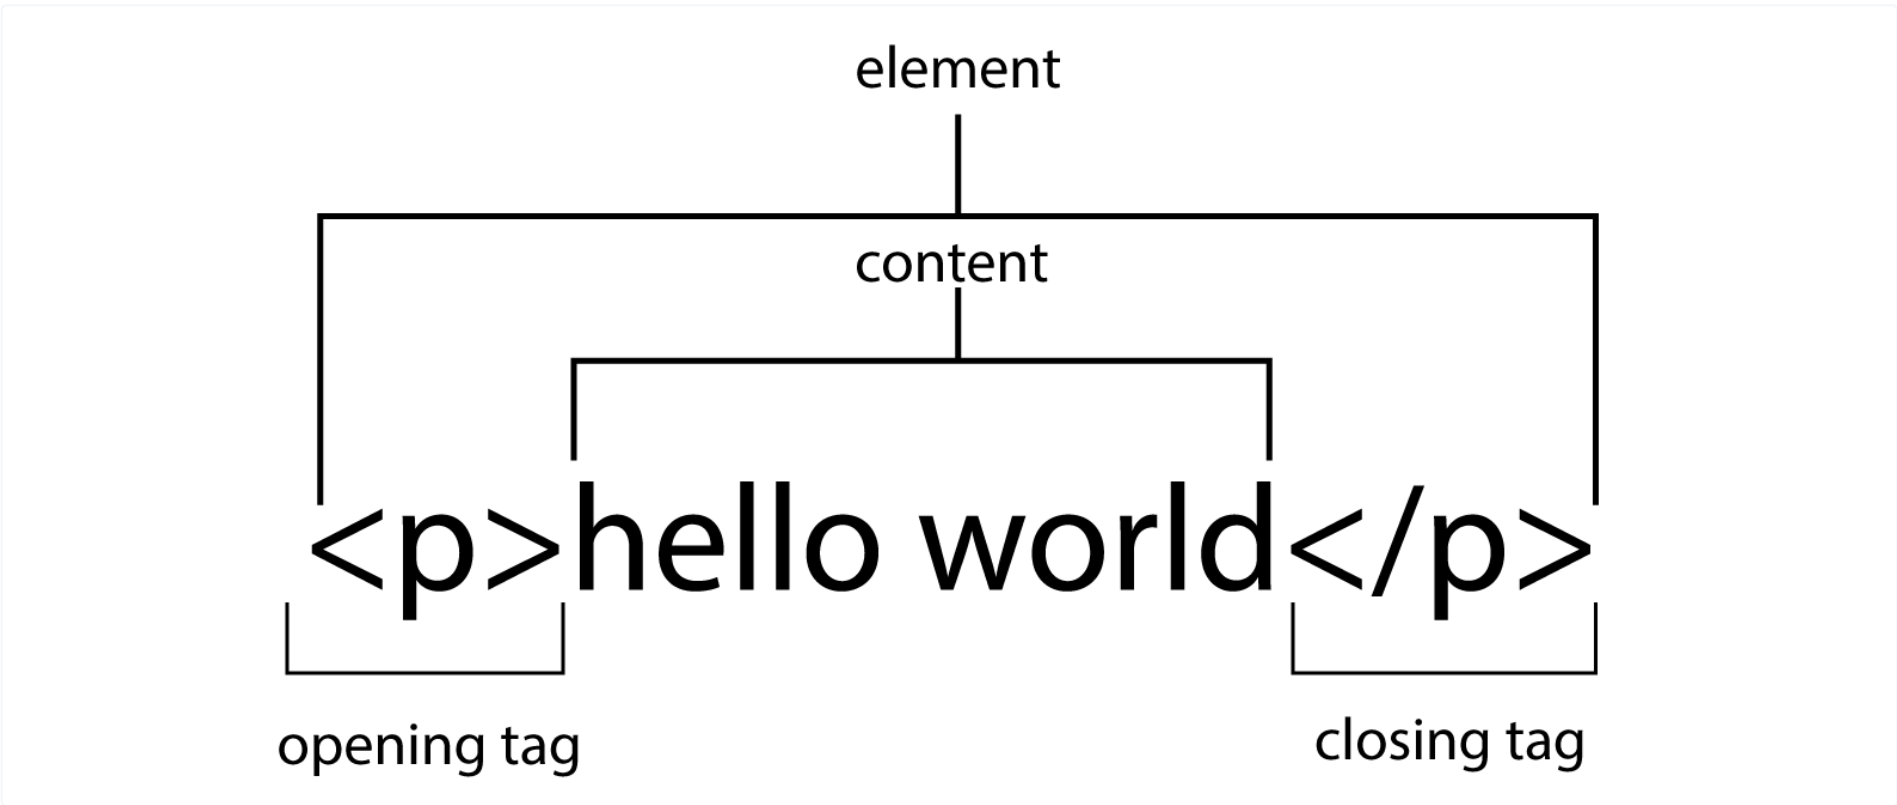 element
content
<p>hello world</p>
opening tag
closing tag